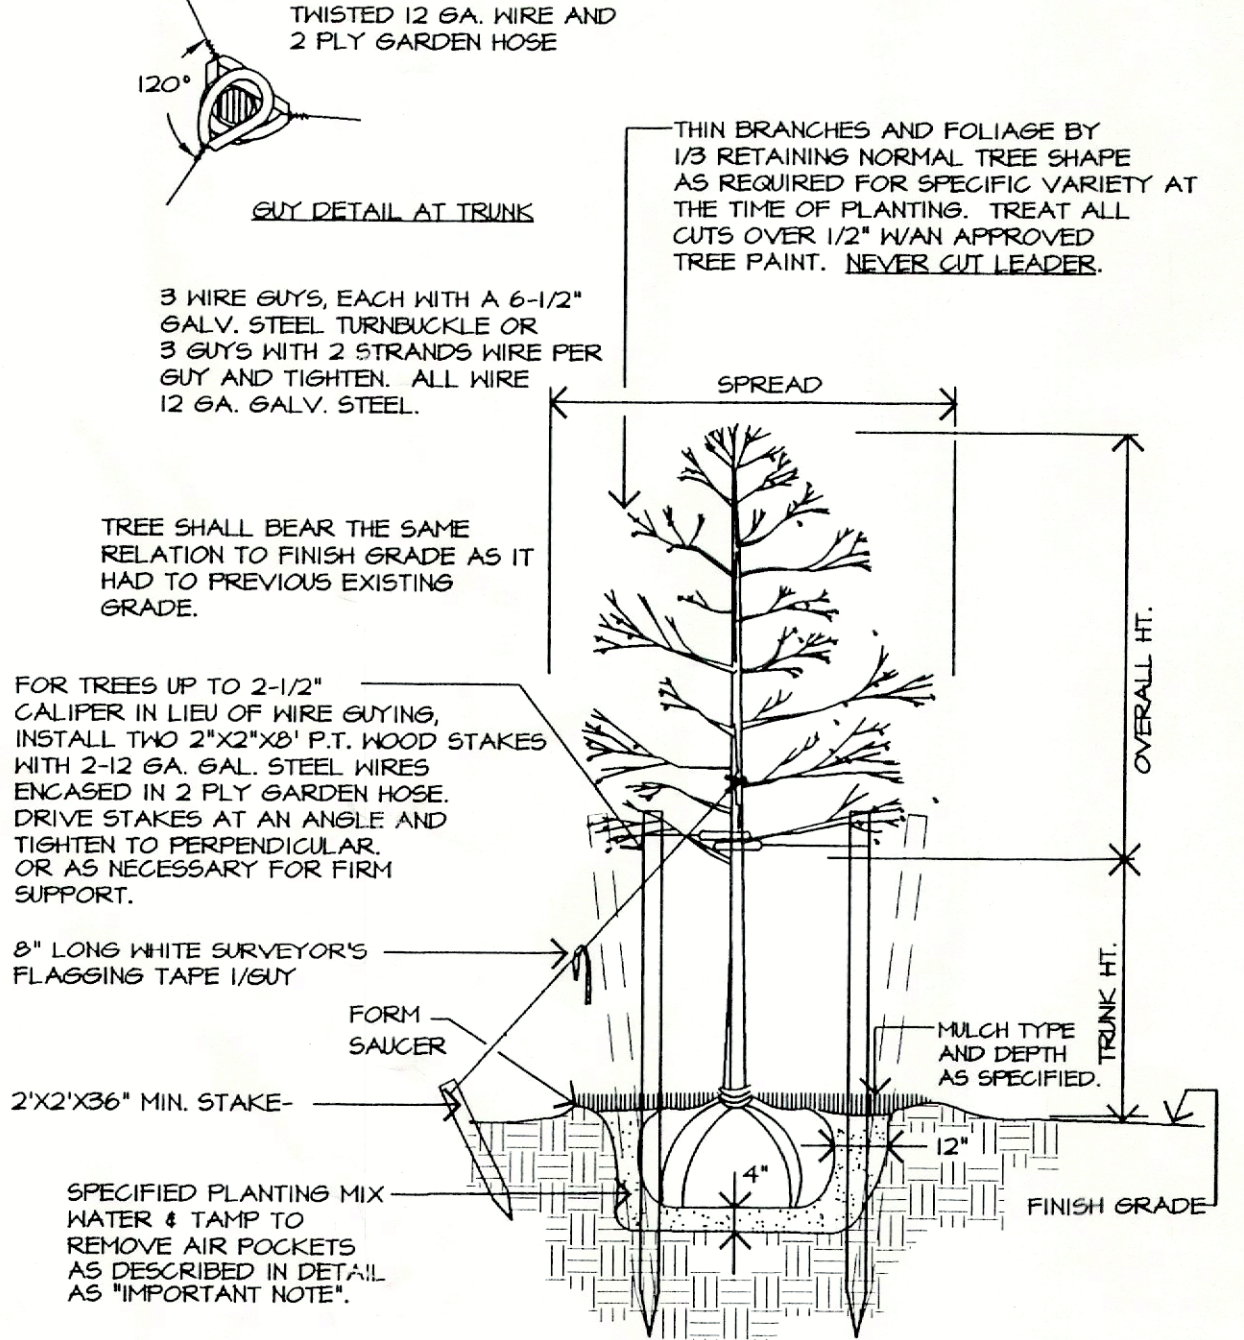 TWISTED 12 GA. WIRE AND
2 PLY GARDEN HOSE
120°
GUY DETAIL AT TRUNK
THIN BRANCHES AND FOLIAGE BY
1/3 RETAINING NORMAL TREE SHAPE
AS REQUIRED FOR SPECIFIC VARIETY AT
THE TIME OF PLANTING. TREAT ALL
CUTS OVER 1/2" W/AN APPROVED
TREE PAINT. NEVER CUT LEADER.
3 WIRE GUYS, EACH WITH A 6-1/2"
GALV. STEEL TURNBUCKLE OR
3 GUYS WITH 2 STRANDS WIRE PER
GUY AND TIGHTEN. ALL WIRE
12 GA. GALV. STEEL.
SPREAD
TREE SHALL BEAR THE SAME
RELATION TO FINISH GRADE AS IT
HAD TO PREVIOUS EXISTING
GRADE.
OVERALL HT.
FOR TREES UP TO 2-1/2"
CALIPER IN LIEU OF WIRE GUYING,
INSTALL TWO 2"X2"X8' P.T. WOOD STAKES
WITH 2-12 GA. GAL. STEEL WIRES
ENCASED IN 2 PLY GARDEN HOSE.
DRIVE STAKES AT AN ANGLE AND
TIGHTEN TO PERPENDICULAR.
OR AS NECESSARY FOR FIRM
SUPPORT.
8" LONG WHITE SURVEYOR'S
FLAGGING TAPE 1/GUY
TRUNK HT.
FORM
SAUCER
MULCH TYPE
AND DEPTH
AS SPECIFIED.
2'X2'X36" MIN. STAKE-
12"
4"
SPECIFIED PLANTING MIX
WATER & TAMP TO
REMOVE AIR POCKETS
AS DESCRIBED IN DETAIL
AS "IMPORTANT NOTE".
FINISH GRADE